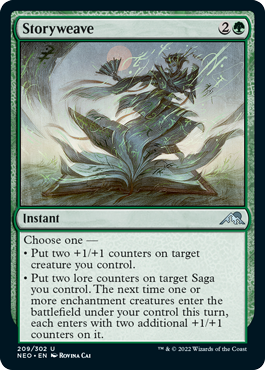 Storyweave 2
Instant
Choose one —
• Put two +1/+1 counters on target
creature you control.
• Put two lore counters on target Saga
you control. The next time one or
more enchantment creatures enter the
battlefield under your control this turn,
each enters with two additional +1/+1
counters on it.
209/302 U
NEO • EN ROVINA CAI
™ & © 2022 Wizards of the Coast